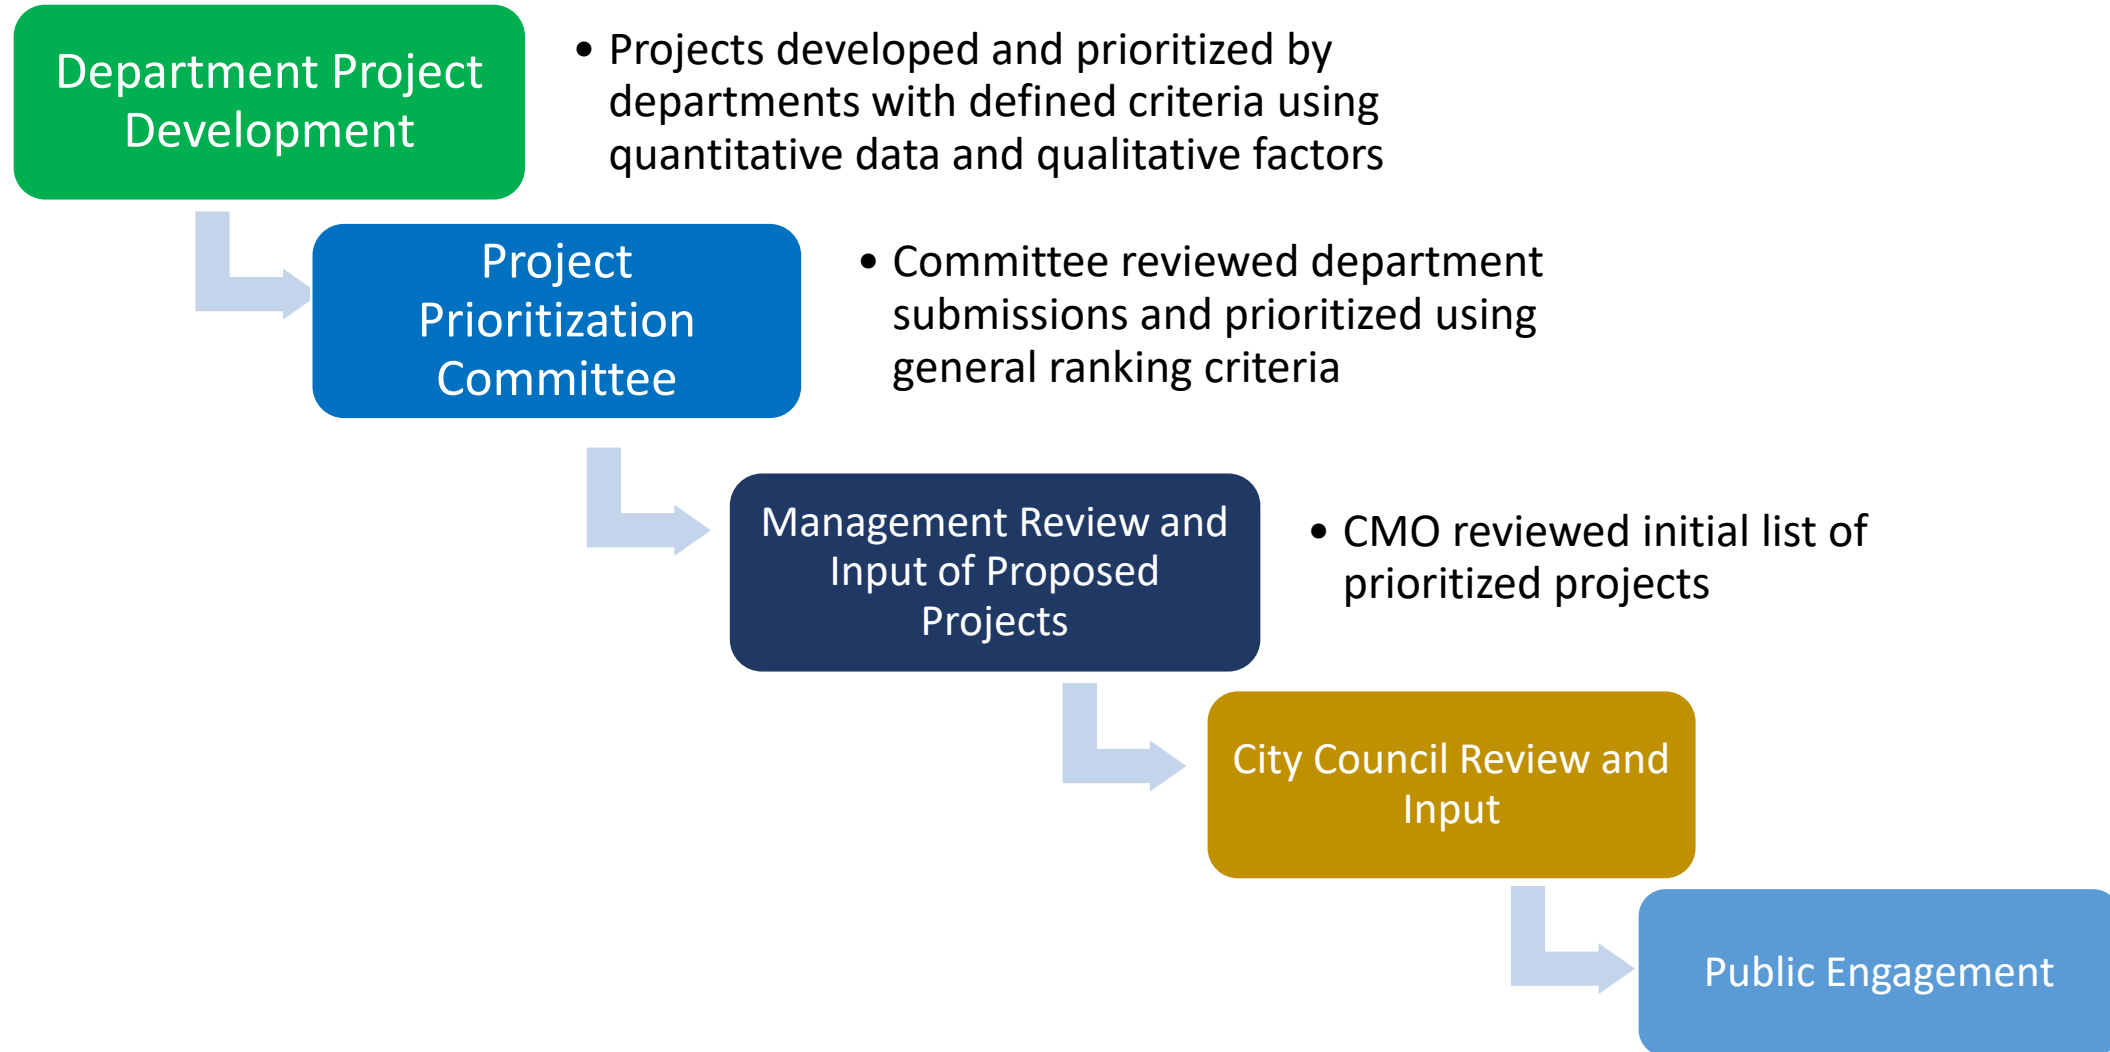 Department Project
Development
• Projects developed and prioritized by
departments with defined criteria using
quantitative data and qualitative factors
Project
Prioritization
Committee
• Committee reviewed department
submissions and prioritized using
general ranking criteria
Management Review and
Input of Proposed
Projects
• CMO reviewed initial list of
prioritized projects
City Council Review and
Input
Public Engagement